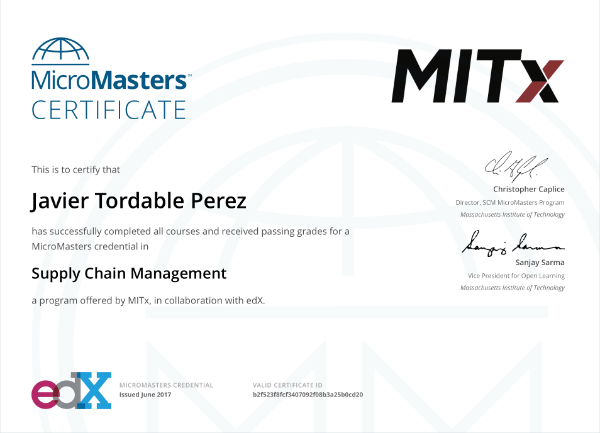 MicroMasters™
CERTIFICATE
MITx
This is to certify that
Javier Tordable Perez
has successfully completed all courses and received passing grades for a
MicroMasters credential in
Supply Chain Management
a program offered by MITx, in collaboration with edX.
Christopher Caplice
Director, SCM MicroMasters Program
Massachusetts Institute of Technology
Sanjay Sarma
Sanjay Sarma
Vice President for Open Learning
Massachusetts Institute of Technology
edX
MICROMASTERS CREDENTIAL
Issued June 2017
VALID CERTIFICATE ID
b2f523f8fcf3407092f08b3a25b0cd20